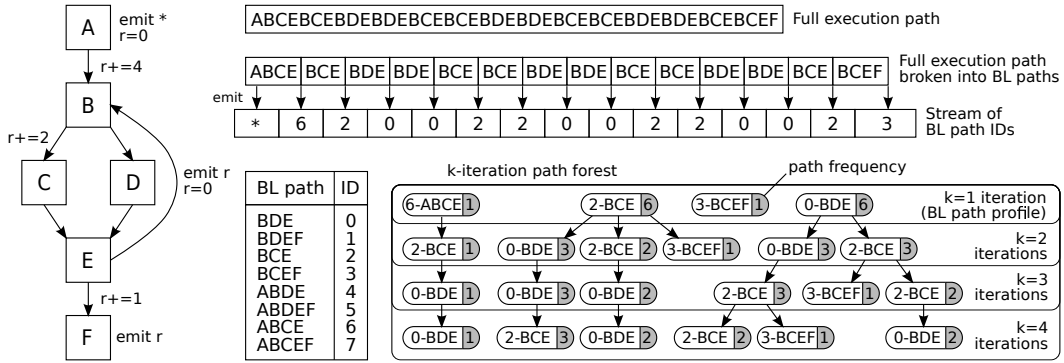 A
emit *
r=0
r+=4
B
r+=2
C
D
emit r
r=0
E
r+=1
F
emit r
ABCEBCEBDEBDEBCEBCEBDEBDEBCEBCEBDEBDEBCEBCEF
Full execution path
ABCE BCE BDE BDE BCE BCE BDE BDE BCE BCE BDE BDE BCE BCEF
Full execution path
broken into BL paths
emit
* 6 2 0 0 2 2 0 0 2 2 0 0 2 3
Stream of
BL path IDs
BL path ID
BDE 0
BDEF 1
BCE 2
BCEF 3
ABDE 4
ABDEF 5
ABCE 6
ABCEF 7
k-iteration path forest
path frequency
6-ABCE 1 2-BCE 6 3-BCEF 1 0-BDE 6
k=1 iteration
(BL path profile)
2-BCE 1 0-BDE 3 2-BCE 2 3-BCEF 1 0-BDE 3 2-BCE 3
k=2
iterations
0-BDE 1 0-BDE 3 0-BDE 2 2-BCE 3 3-BCEF 1 2-BCE 2
k=3
iterations
0-BDE 1 2-BCE 3 0-BDE 2 2-BCE 2 3-BCEF 1 0-BDE 2
k=4
iterations